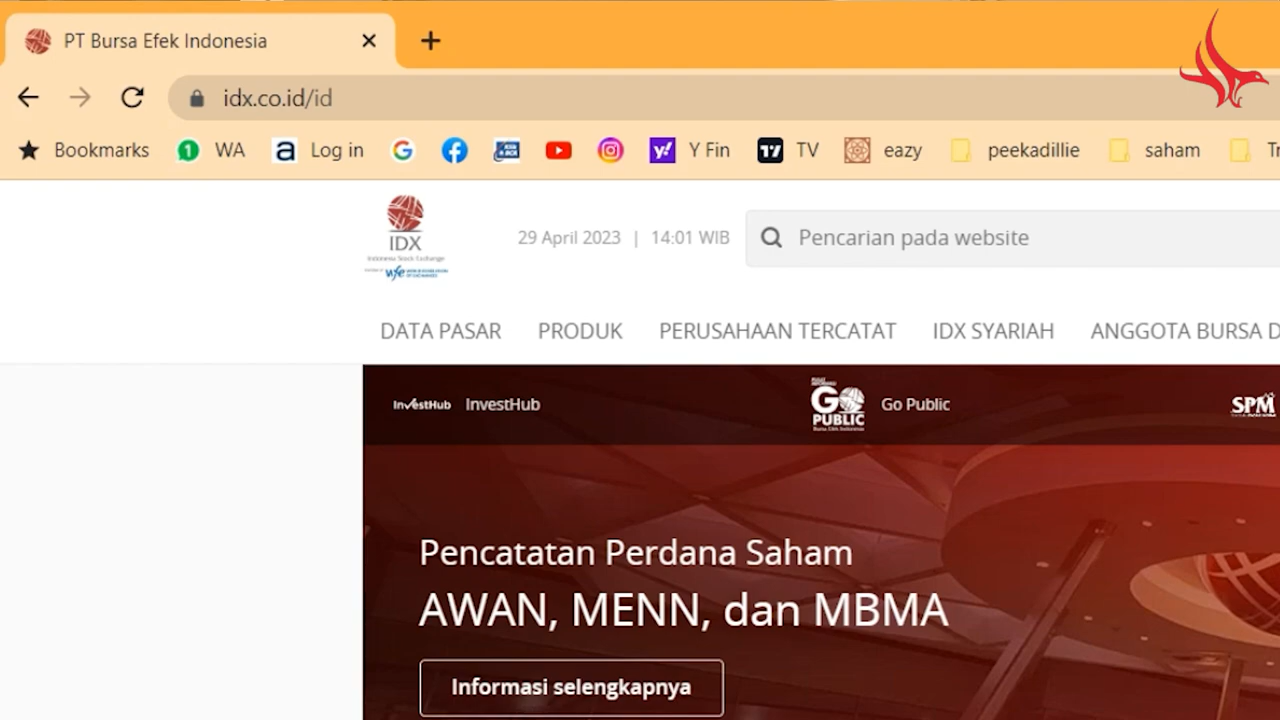 PT Bursa Efek Indonesia
idx.co.id/id
Bookmarks
1 WA
a Log in
y! Y Fin
TV
eazy
peekadillie
saham
IDX
Indonesia Stock Exchange
wfe
29 April 2023 | 14:01 WIB
Pencarian pada website
DATA PASAR PRODUK PERUSAHAAN TERCATAT IDX SYARIAH ANGGOTA BURSA D
InvestHub InvestHub
GO PUBLIC
Go Public
SPM
Pencatatan Perdana Saham
AWAN, MENN, dan MBMA
Informasi selengkapnya